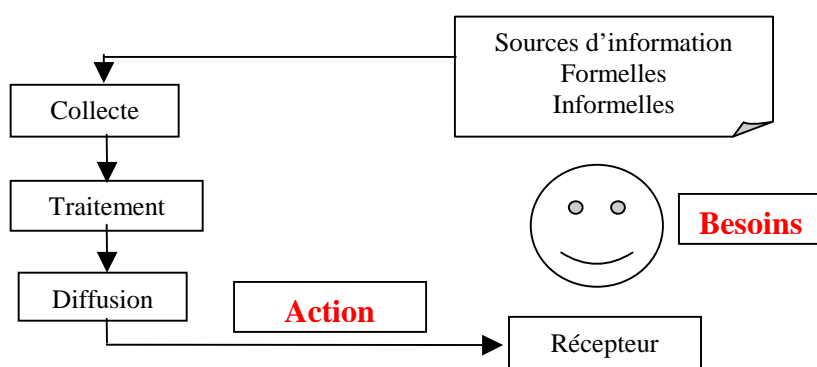 Sources d’information
Formelles
Informelles
Collecte
Traitement
Besoins
Diffusion
Action
Récepteur